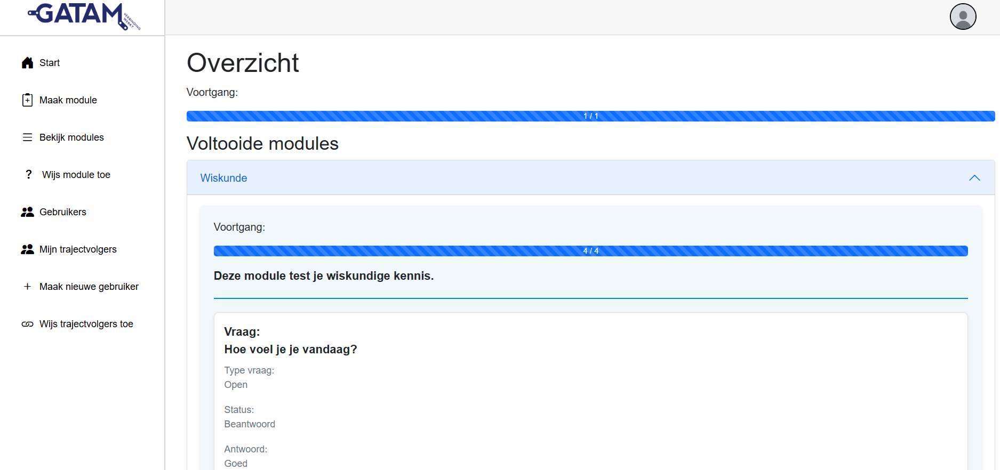 GATAM
VERBINDING
WERKT
Start
Maak module
Bekijk modules
? Wijs module toe
Gebruikers
Mijn trajectvolgers
Maak nieuwe gebruiker
Wijs trajectvolgers toe
Overzicht
Voortgang:
1 / 1
Voltooide modules
Wiskunde
Voortgang:
4 / 4
Deze module test je wiskundige kennis.
Vraag:
Hoe voel je je vandaag?
Type vraag:
Open
Status:
Beantwoord
Antwoord:
Goed